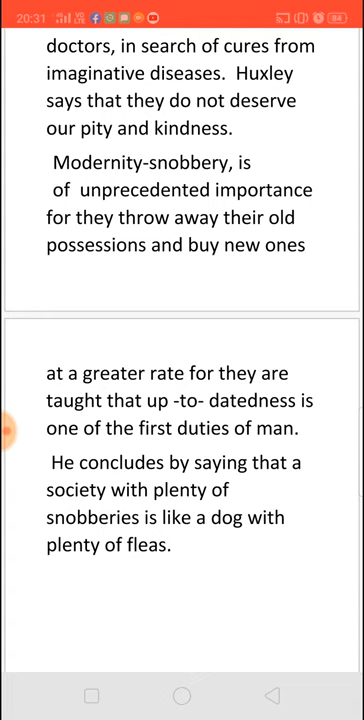 20:31
84
doctors, in search of cures from
imaginative diseases.  Huxley
says that they do not deserve
our pity and kindness.
Modernity-snobbery, is
of  unprecedented importance
for they throw away their old
possessions and buy new ones
at a greater rate for they are
taught that up -to- datedness is
one of the first duties of man.
He concludes by saying that a
society with plenty of
snobberies is like a dog with
plenty of fleas.